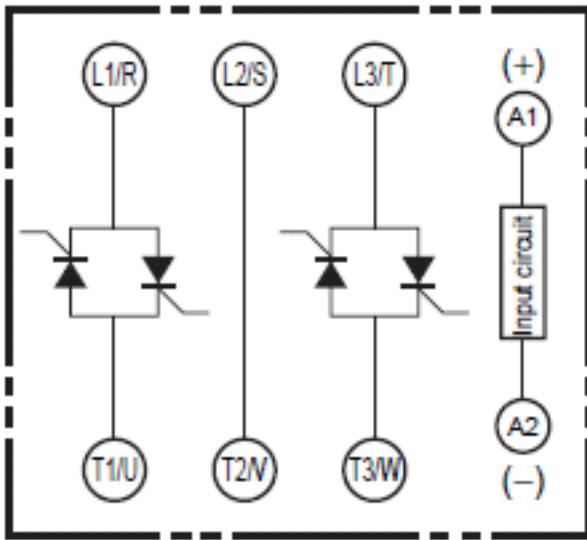 L1/R L2/S L3/T (+)
A1
Input circuit
A2
T1/U T2/V T3/W (−)